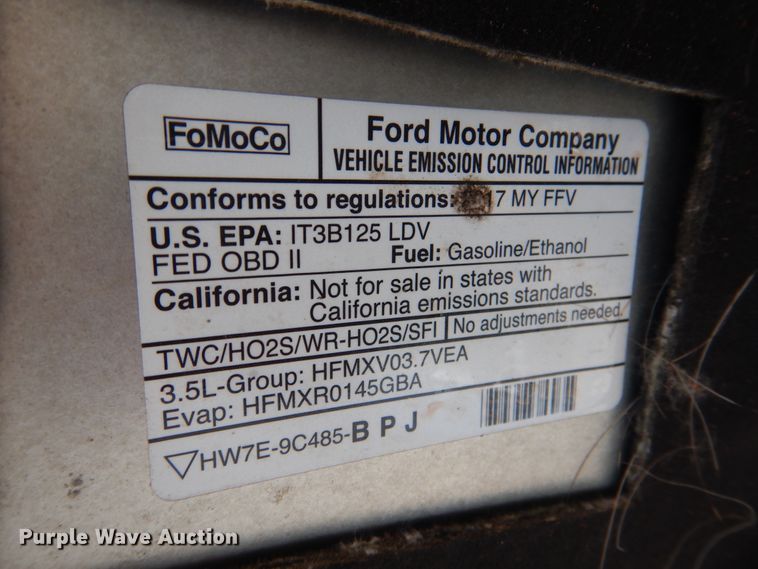 FoMoCo
Ford Motor Company
VEHICLE EMISSION CONTROL INFORMATION
Conforms to regulations: 17 MY FFV
U.S. EPA: IT3B125 LDV
FED OBD II
Fuel: Gasoline/Ethanol
California: Not for sale in states with
California emissions standards.
TWC/HO2S/WR-HO2S/SFI
No adjustments needed.
3.5L-Group: HFMXV03.7VEA
Evap: HFMXR0145GBA
HW7E-9C485-B P J
Purple Wave Auction